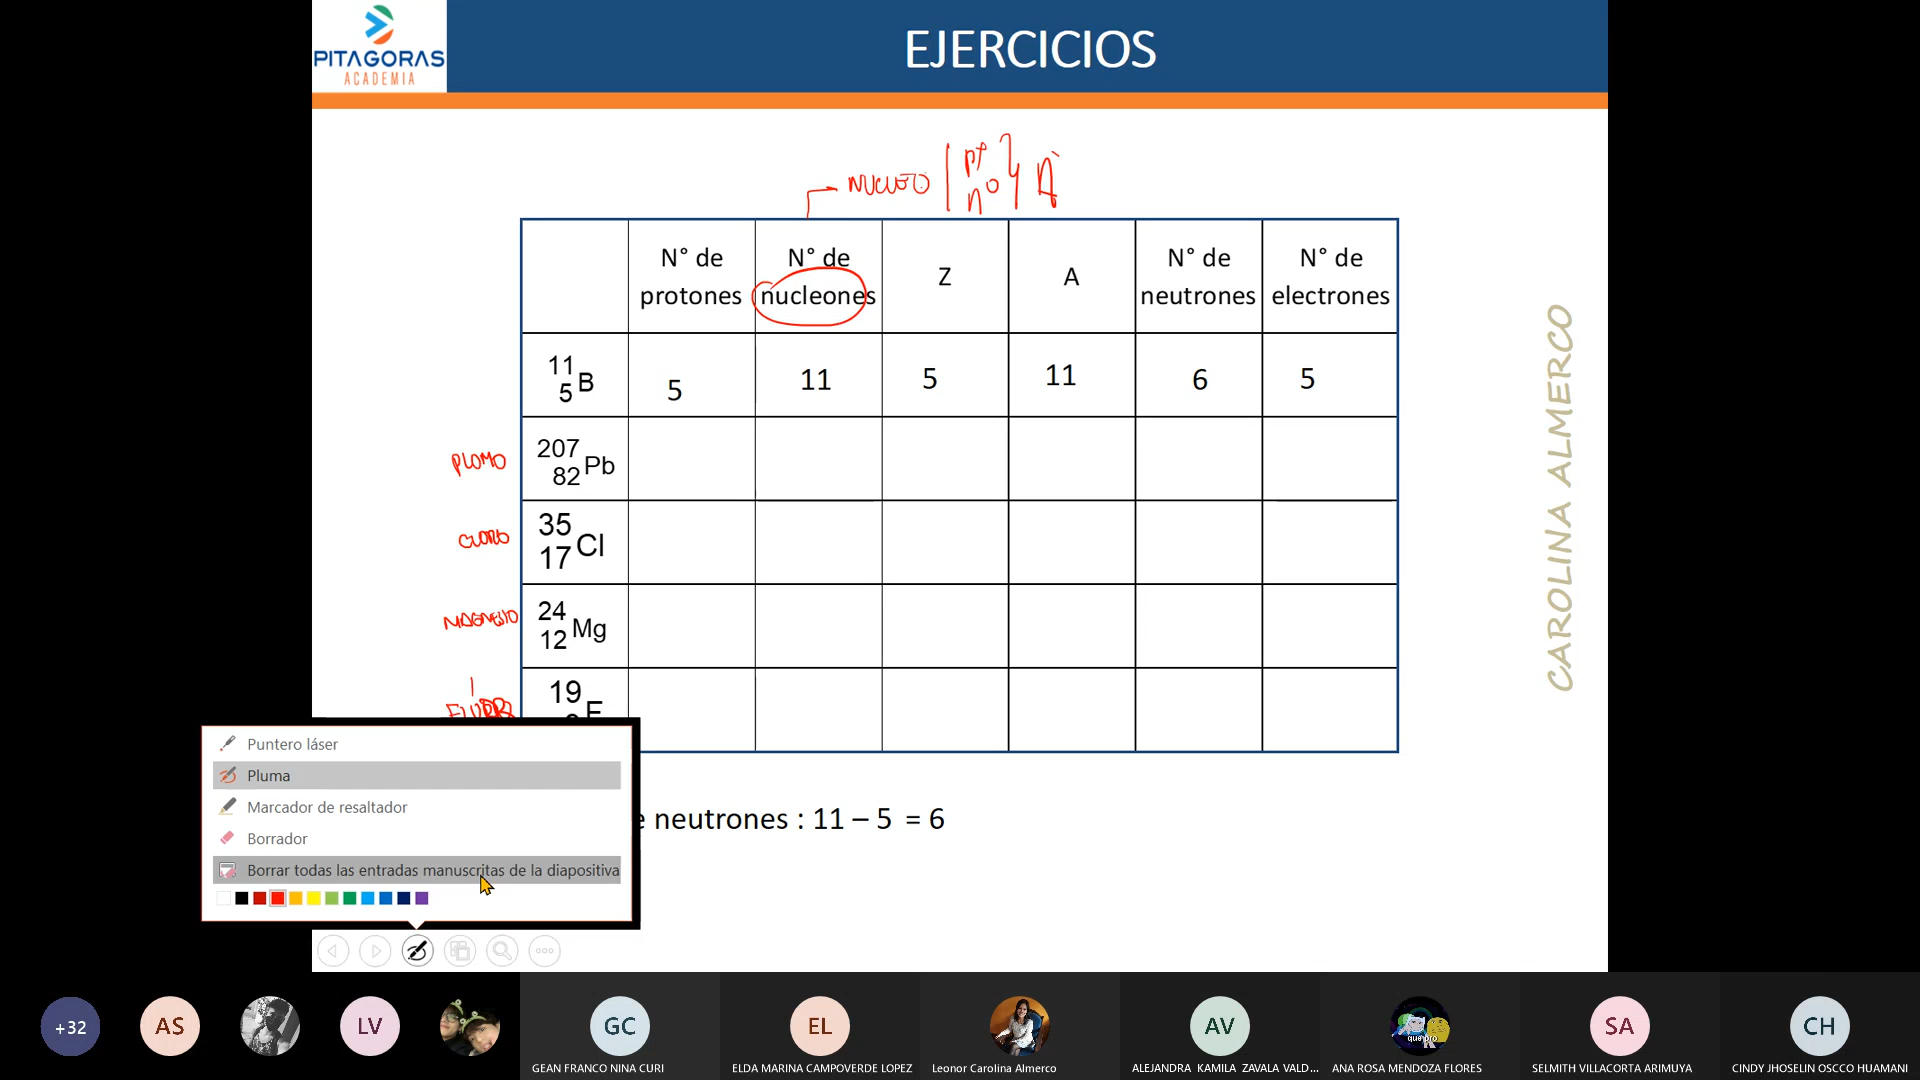 PITAGORAS
ACADEMIA
EJERCICIOS
NUCLEO p+ n° A
N° de protones
N° de nucleones
Z
A
N° de neutrones
N° de electrones
11 5 B 5 11 5 11 6 5
PLOMO 207 82 Pb
CLORO 35 17 Cl
MAGNESIO 24 12 Mg
FLUOR 19 F
CAROLINA ALMERCO
Puntero láser
Pluma
Marcador de resaltador
Borrador
Borrar todas las entradas manuscritas de la diapositiva
neutrones : 11 – 5 = 6
+32
AS
LV
GC
EL
AV
que pro
SA
CH
GEAN FRANCO NINA CURI
ELDA MARINA CAMPOVERDE LOPEZ
Leonor Carolina Almerco
ALEJANDRA KAMILA ZAVALA VALD...
ANA ROSA MENDOZA FLORES
SELMITH VILLACORTA ARIMUYA
CINDY JHOSELIN OSCCO HUAMANI